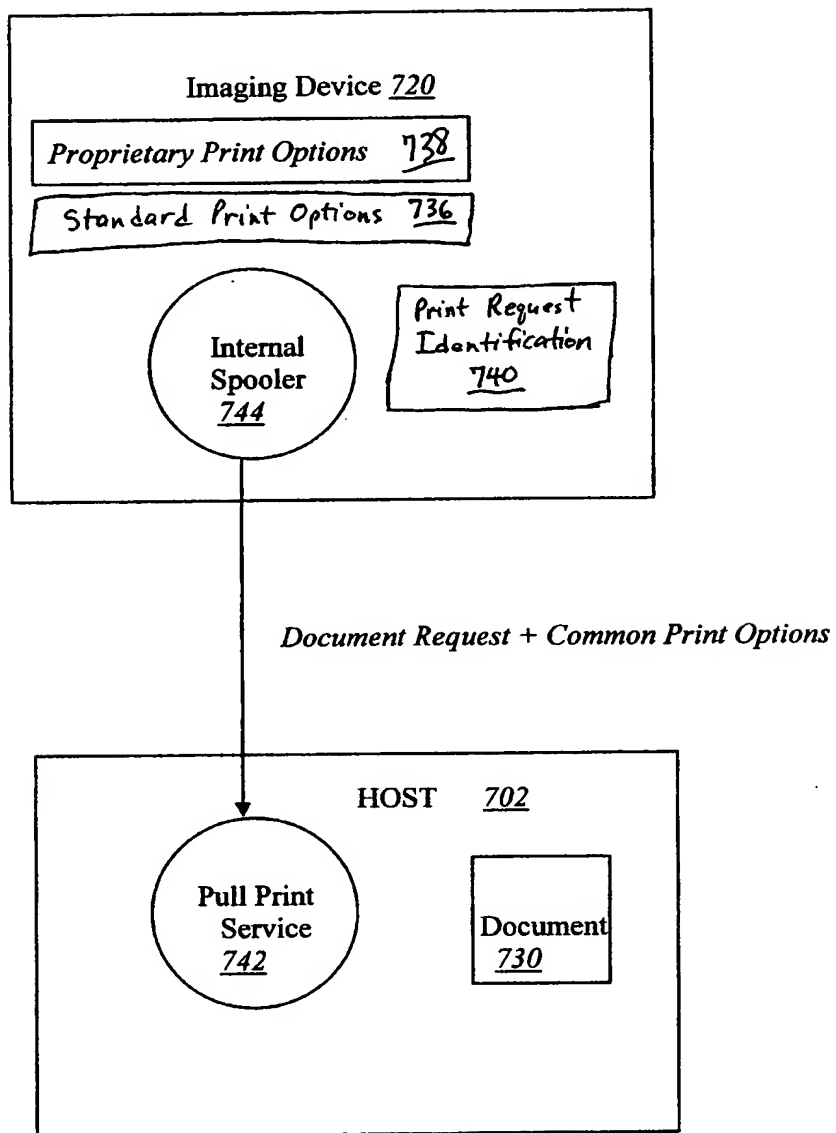 Imaging Device 720
Proprietary Print Options 738
Standard Print Options 736
Internal
Spooler
744
Print Request
Identification
740
Document Request + Common Print Options
HOST 702
Pull Print
Service
742
Document
730